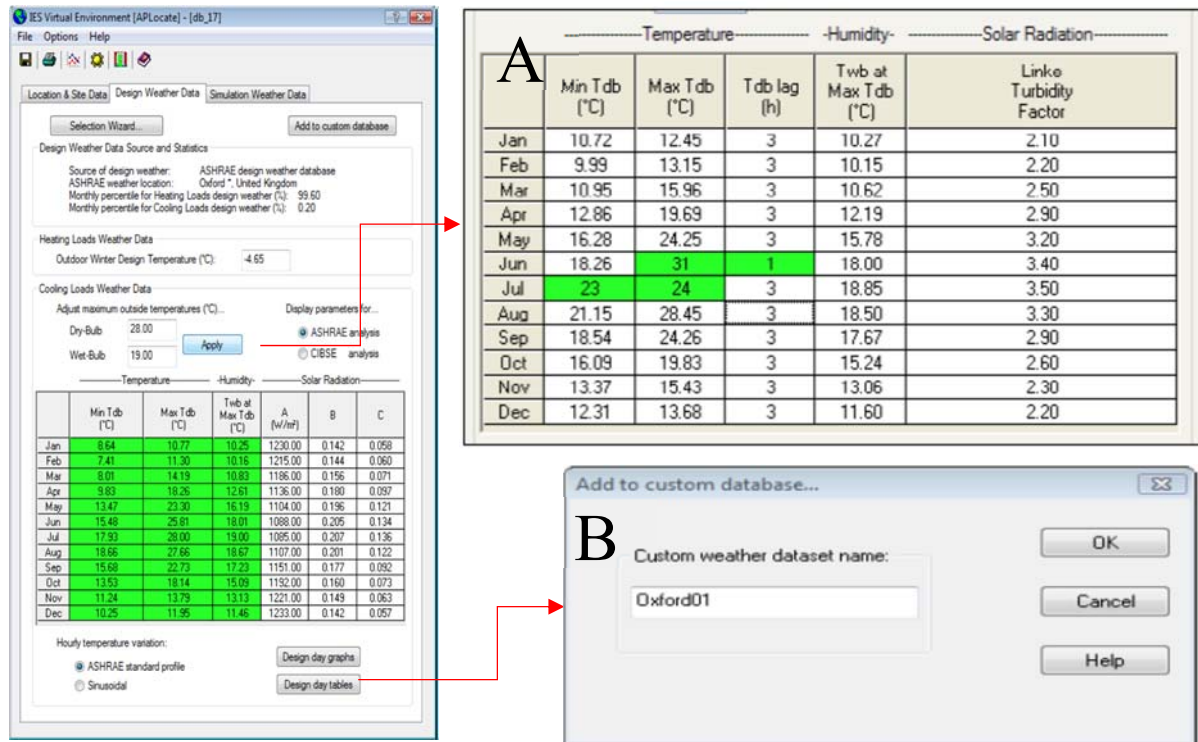 IES Virtual Environment [APLocate] - [db_17]
File Options Help
Location & Site Data Design Weather Data Simulation Weather Data
Selection Wizard... Add to custom database
Design Weather Data Source and Statistics
Source of design weather: ASHRAE design weather database
ASHRAE weather location: Oxford *, United Kingdom
Monthly percentile for Heating Loads design weather (%): 99.60
Monthly percentile for Cooling Loads design weather (%): 0.20
Heating Loads Weather Data
Outdoor Winter Design Temperature (°C): -4.65
Cooling Loads Weather Data
Adjust maximum outside temperatures (°C)... Display parameters for...
Dry-Bulb 28.00 ASHRAE analysis
Apply
Wet-Bulb 19.00 CIBSE analysis
Temperature -Humidity- Solar Radiation
Min Tdb (°C) Max Tdb (°C) Twb at Max Tdb (°C) A (W/m²) B C
Jan 8.64 10.77 10.25 1230.00 0.142 0.058
Feb 7.41 11.30 10.16 1215.00 0.144 0.060
Mar 8.01 14.19 10.83 1186.00 0.156 0.071
Apr 9.83 18.26 12.61 1136.00 0.180 0.097
May 13.47 23.30 16.19 1104.00 0.196 0.121
Jun 15.48 25.81 18.01 1088.00 0.205 0.134
Jul 17.93 28.00 19.00 1085.00 0.207 0.136
Aug 18.66 27.66 18.67 1107.00 0.201 0.122
Sep 15.68 22.73 17.23 1151.00 0.177 0.092
Oct 13.53 18.14 15.09 1192.00 0.160 0.073
Nov 11.24 13.79 13.13 1221.00 0.149 0.063
Dec 10.25 11.95 11.46 1233.00 0.142 0.057
Hourly temperature variation:
ASHRAE standard profile Design day graphs
Sinusoidal Design day tables
A
Temperature -Humidity- Solar Radiation
Min Tdb (°C) Max Tdb (°C) Tdb lag (h) Twb at Max Tdb (°C) Linke Turbidity Factor
Jan 10.72 12.45 3 10.27 2.10
Feb 9.99 13.15 3 10.15 2.20
Mar 10.95 15.96 3 10.62 2.50
Apr 12.86 19.69 3 12.19 2.90
May 16.28 24.25 3 15.78 3.20
Jun 18.26 31 1 18.00 3.40
Jul 23 24 3 18.85 3.50
Aug 21.15 28.45 3 18.50 3.30
Sep 18.54 24.26 3 17.67 2.90
Oct 16.09 19.83 3 15.24 2.60
Nov 13.37 15.43 3 13.06 2.30
Dec 12.31 13.68 3 11.60 2.20
Add to custom database...
B
Custom weather dataset name:
Oxford01
OK
Cancel
Help